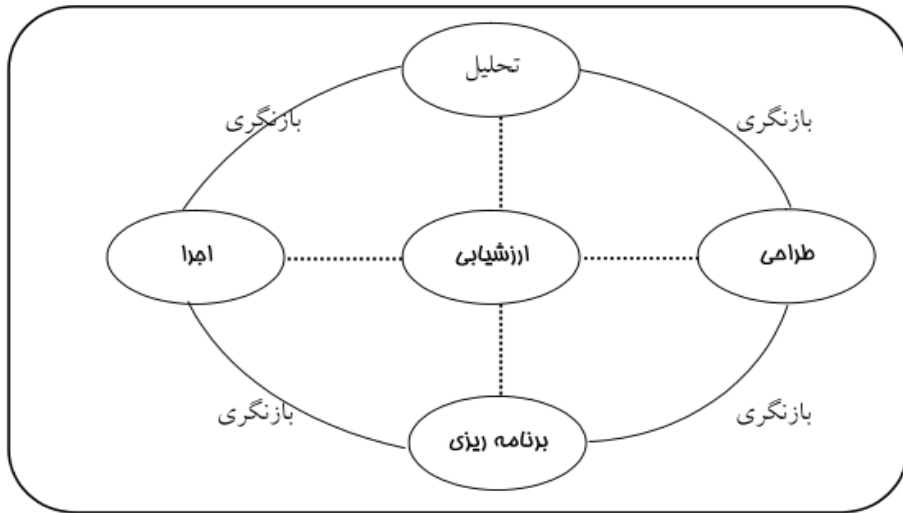 تحلیل
بازنگری
بازنگری
طراحی
ارزشیابی
اجرا
بازنگری
بازنگری
برنامه ریزی